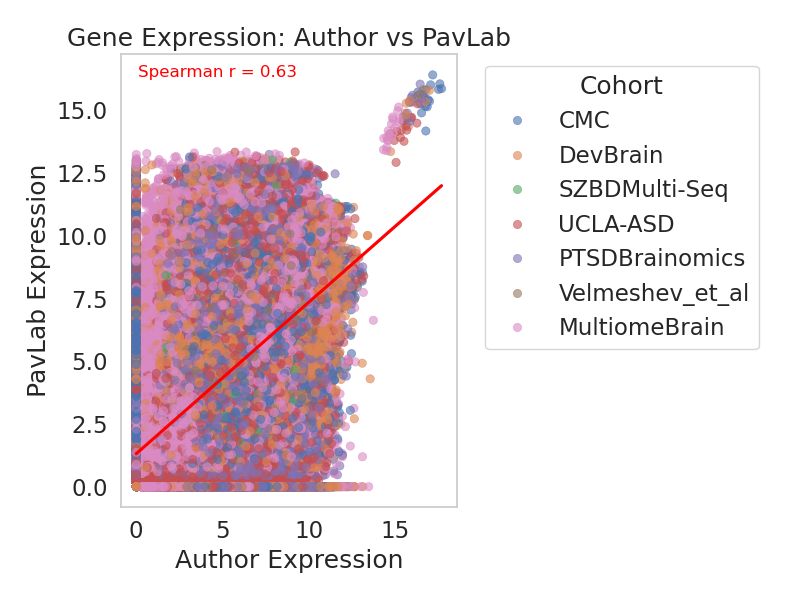 Gene Expression: Author vs PavLab
Spearman r = 0.63
PavLab Expression
15.0
12.5
10.0
7.5
5.0
2.5
0.0
0
5
10
15
Author Expression
Cohort
CMC
DevBrain
SZBDMulti-Seq
UCLA-ASD
PTSDBrainomics
Velmeshev_et_al
MultiomeBrain